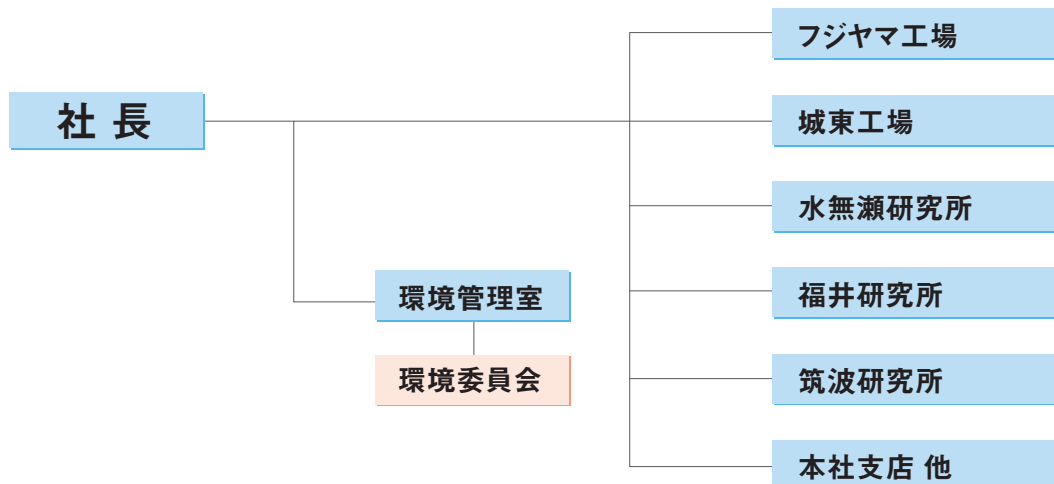 社長
環境管理室
環境委員会
フジヤマ工場
城東工場
水無瀬研究所
福井研究所
筑波研究所
本社支店 他